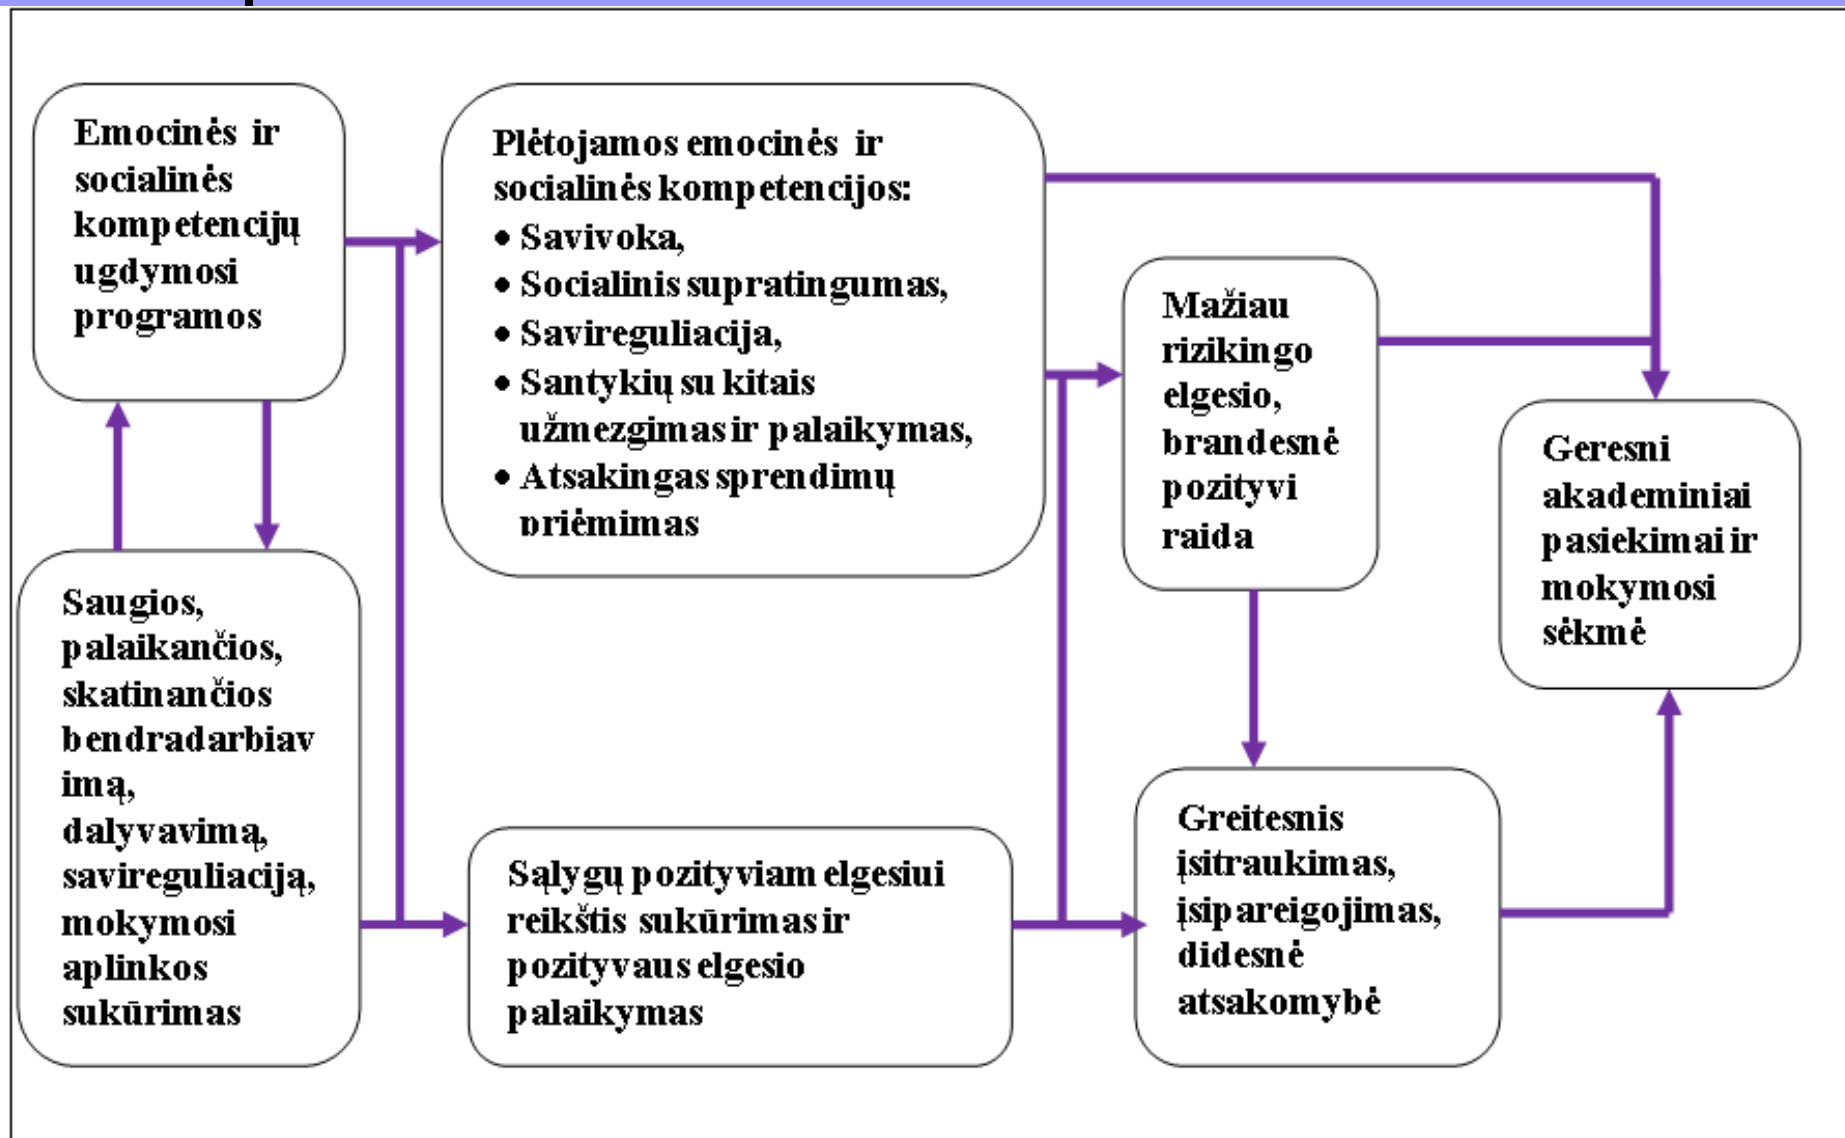 Emocinės ir
socialinės
kompetencijų
ugdymosi
programos
Plėtojamos emocinės ir
socialinės kompetencijos:
• Savivoka,
• Socialinis supratingumas,
• Savireguliacija,
• Santykių su kitais
užmezgimas ir palaikymas,
• Atsakingas sprendimų
priėmimas
Mažiau
rizikingo
elgesio,
brandesnė
pozityvi
raida
Geresni
akademiniai
pasiekimai ir
mokymosi
sėkmė
Saugios,
palaikančios,
skatinančios
bendradarbiav
imą,
dalyvavimą,
savireguliaciją,
mokymosi
aplinkos
sukūrimas
Sąlygų pozityviam elgesiui
reikštis sukūrimas ir
pozityvaus elgesio
palaikymas
Greitesnis
įsitraukimas,
įsipareigojimas,
didesnė
atsakomybė